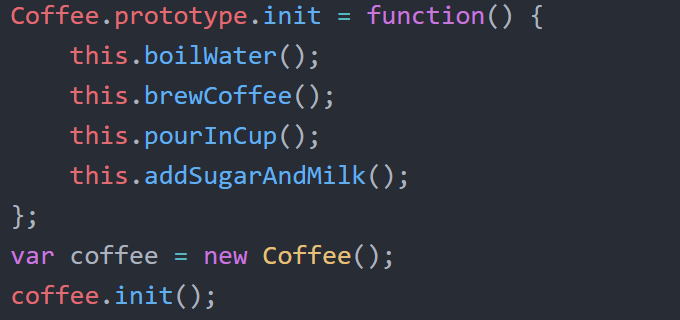 Coffee.prototype.init = function() {
    this.boilWater();
    this.brewCoffee();
    this.pourInCup();
    this.addSugarAndMilk();
};
var coffee = new Coffee();
coffee.init();